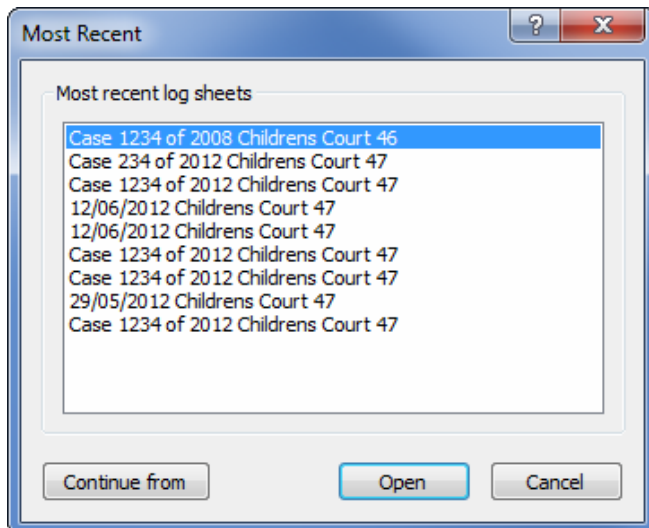 Most Recent
Most recent log sheets
Case 1234 of 2008 Childrens Court 46
Case 234 of 2012 Childrens Court 47
Case 1234 of 2012 Childrens Court 47
12/06/2012 Childrens Court 47
12/06/2012 Childrens Court 47
Case 1234 of 2012 Childrens Court 47
Case 1234 of 2012 Childrens Court 47
29/05/2012 Childrens Court 47
Case 1234 of 2012 Childrens Court 47
Continue from Open Cancel